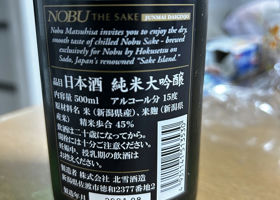 NOBU THE SAKE JUNMAI DAIGINJO
Nobu Matsuhisa invites you to enjoy the dry,
smooth taste of chilled Nobu Sake - brewed
exclusively for Nobu by Hokusetsu on
Sado, Japan's renowned "Sake Island."
品目 日本酒 純米大吟醸
内容量 500ml アルコール分 15度
原材料 米(新潟県産)、米麹(新潟県
産米) 精米歩合 45%
飲酒は二十歳になってから。
開栓には十分ご注意ください。
妊娠中、授乳期の飲酒は
お控えください。
製造者 株式会社 北雪酒造
新潟県佐渡市徳和2377番地2
製造年月